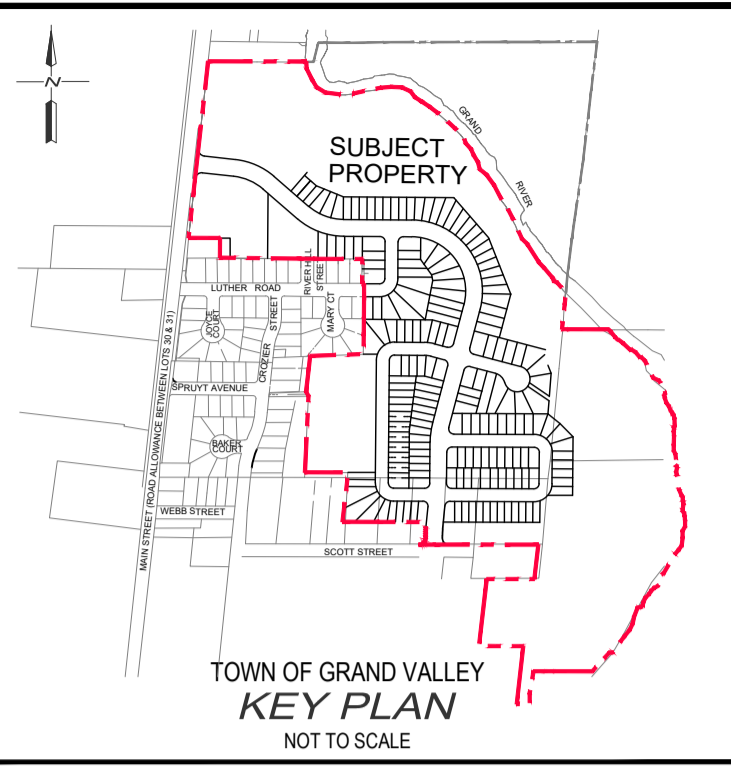 N
GRAND
RIVER
SUBJECT
PROPERTY
RIVER HILL
STREET
LUTHER ROAD
JOYCE
COURT
CROZIER
STREET
MARY CT
SPRUYT AVENUE
BAKER
COURT
WEBB STREET
MAIN STREET (ROAD ALLOWANCE BETWEEN LOTS 30 & 31)
SCOTT STREET
TOWN OF GRAND VALLEY
KEY PLAN
NOT TO SCALE